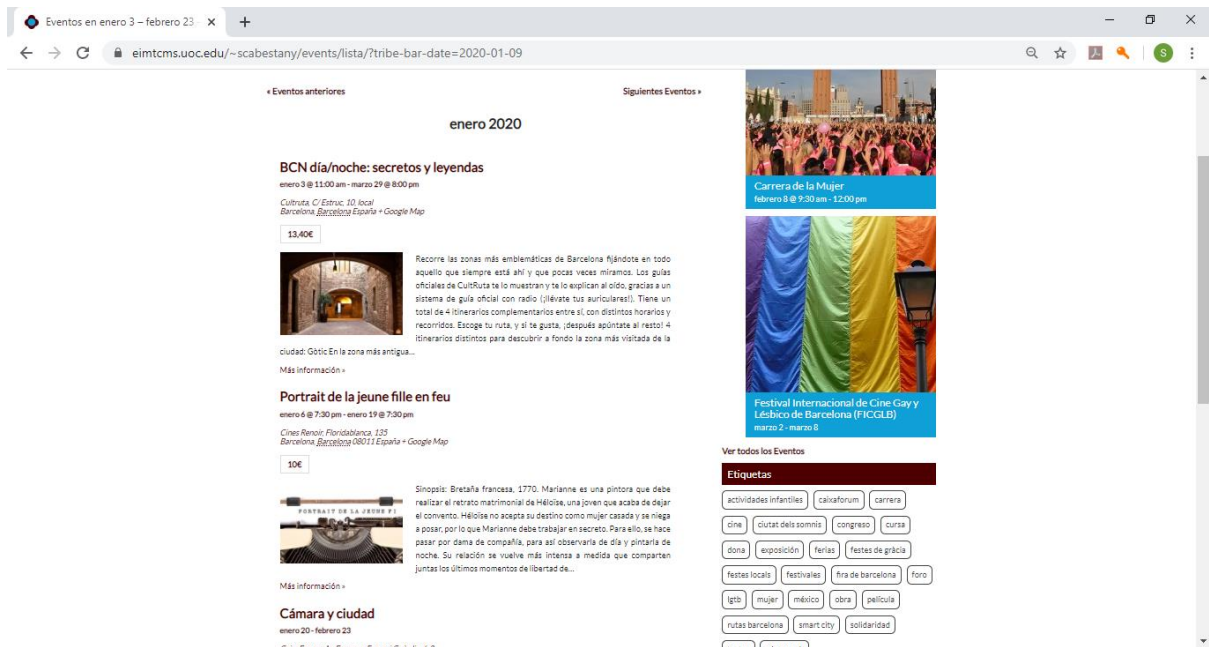 Eventos en enero 3 – febrero 23
eimtcms.uoc.edu/~scabestany/events/lista/?tribe-bar-date=2020-01-09
S
« Eventos anteriores
Siguientes Eventos »
enero 2020
BCN día/noche: secretos y leyendas
enero 3 @ 11:00 am - marzo 29 @ 8:00 pm
Cultruta, C/ Estruc, 10, local
Barcelona, Barcelona España + Google Map
13,40€
Recorre las zonas más emblemáticas de Barcelona fijándote en todo
aquello que siempre está ahí y que pocas veces miramos. Los guías
oficiales de CultRuta te lo muestran y te lo explican al oído, gracias a un
sistema de guía oficial con radio (¡llévate tus auriculares!). Tiene un
total de 4 itinerarios complementarios entre sí, con distintos horarios y
recorridos. Escoge tu ruta, y si te gusta, ¡después apúntate al resto! 4
itinerarios distintos para descubrir a fondo la zona más visitada de la
ciudad: Gòtic En la zona más antigua...
Más información »
Portrait de la jeune fille en feu
enero 6 @ 7:30 pm - enero 19 @ 7:30 pm
Cines Renoir, Floridablanca, 135
Barcelona, Barcelona 08011 España + Google Map
10€
PORTRAIT DE LA JEUNE FI
Sinopsis: Bretaña francesa, 1770. Marianne es una pintora que debe
realizar el retrato matrimonial de Héloïse, una joven que acaba de dejar
el convento. Héloïse no acepta su destino como mujer casada y se niega
a posar, por lo que Marianne debe trabajar en secreto. Para ello, se hace
pasar por dama de compañía, para así observarla de día y pintarla de
noche. Su relación se vuelve más intensa a medida que comparten
juntas los últimos momentos de libertad de...
Más información »
Cámara y ciudad
enero 20 - febrero 23
Carrera de la Mujer
febrero 8 @ 9:30 am - 12:00 pm
Festival Internacional de Cine Gay y
Lésbico de Barcelona (FICGLB)
marzo 2 - marzo 8
Ver todos los Eventos
Etiquetas
actividades infantiles caixaforum carrera
cine ciutat dels somnis congreso cursa
dona exposición ferias festes de gràcia
festes locals festivales fira de barcelona foro
lgtb mujer méxico obra película
rutas barcelona smart city solidaridad